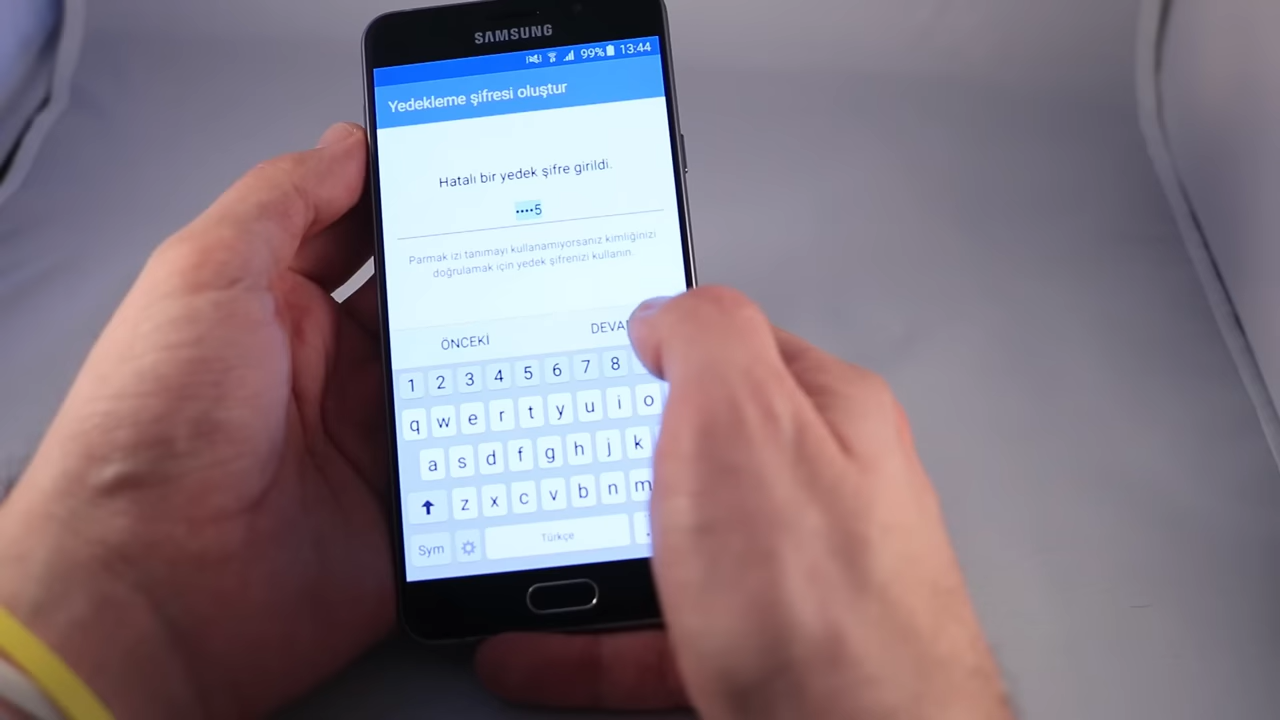 SAMSUNG
99% 13:44
Yedekleme şifresi oluştur
Hatalı bir yedek şifre girildi.
••••5
Parmak izi tanımayı kullanamıyorsanız kimliğinizi
doğrulamak için yedek şifrenizi kullanın.
ÖNCEKİ
1 2 3 4 5 6 7 8
q w e r t y u i o
a s d f g h j k
z x c v b n m
Sym Türkçe .